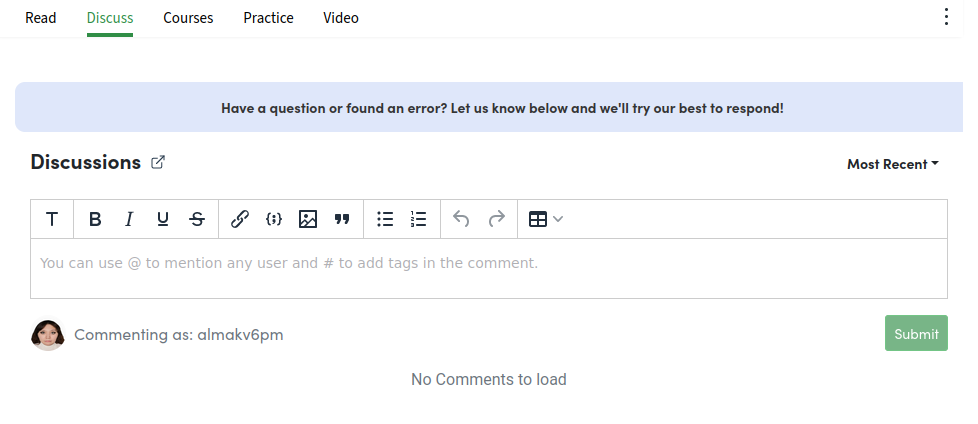 Read Discuss Courses Practice Video
Have a question or found an error? Let us know below and we'll try our best to respond!
Discussions
Most Recent
T B I U S
You can use @ to mention any user and # to add tags in the comment.
Commenting as: almakv6pm
Submit
No Comments to load